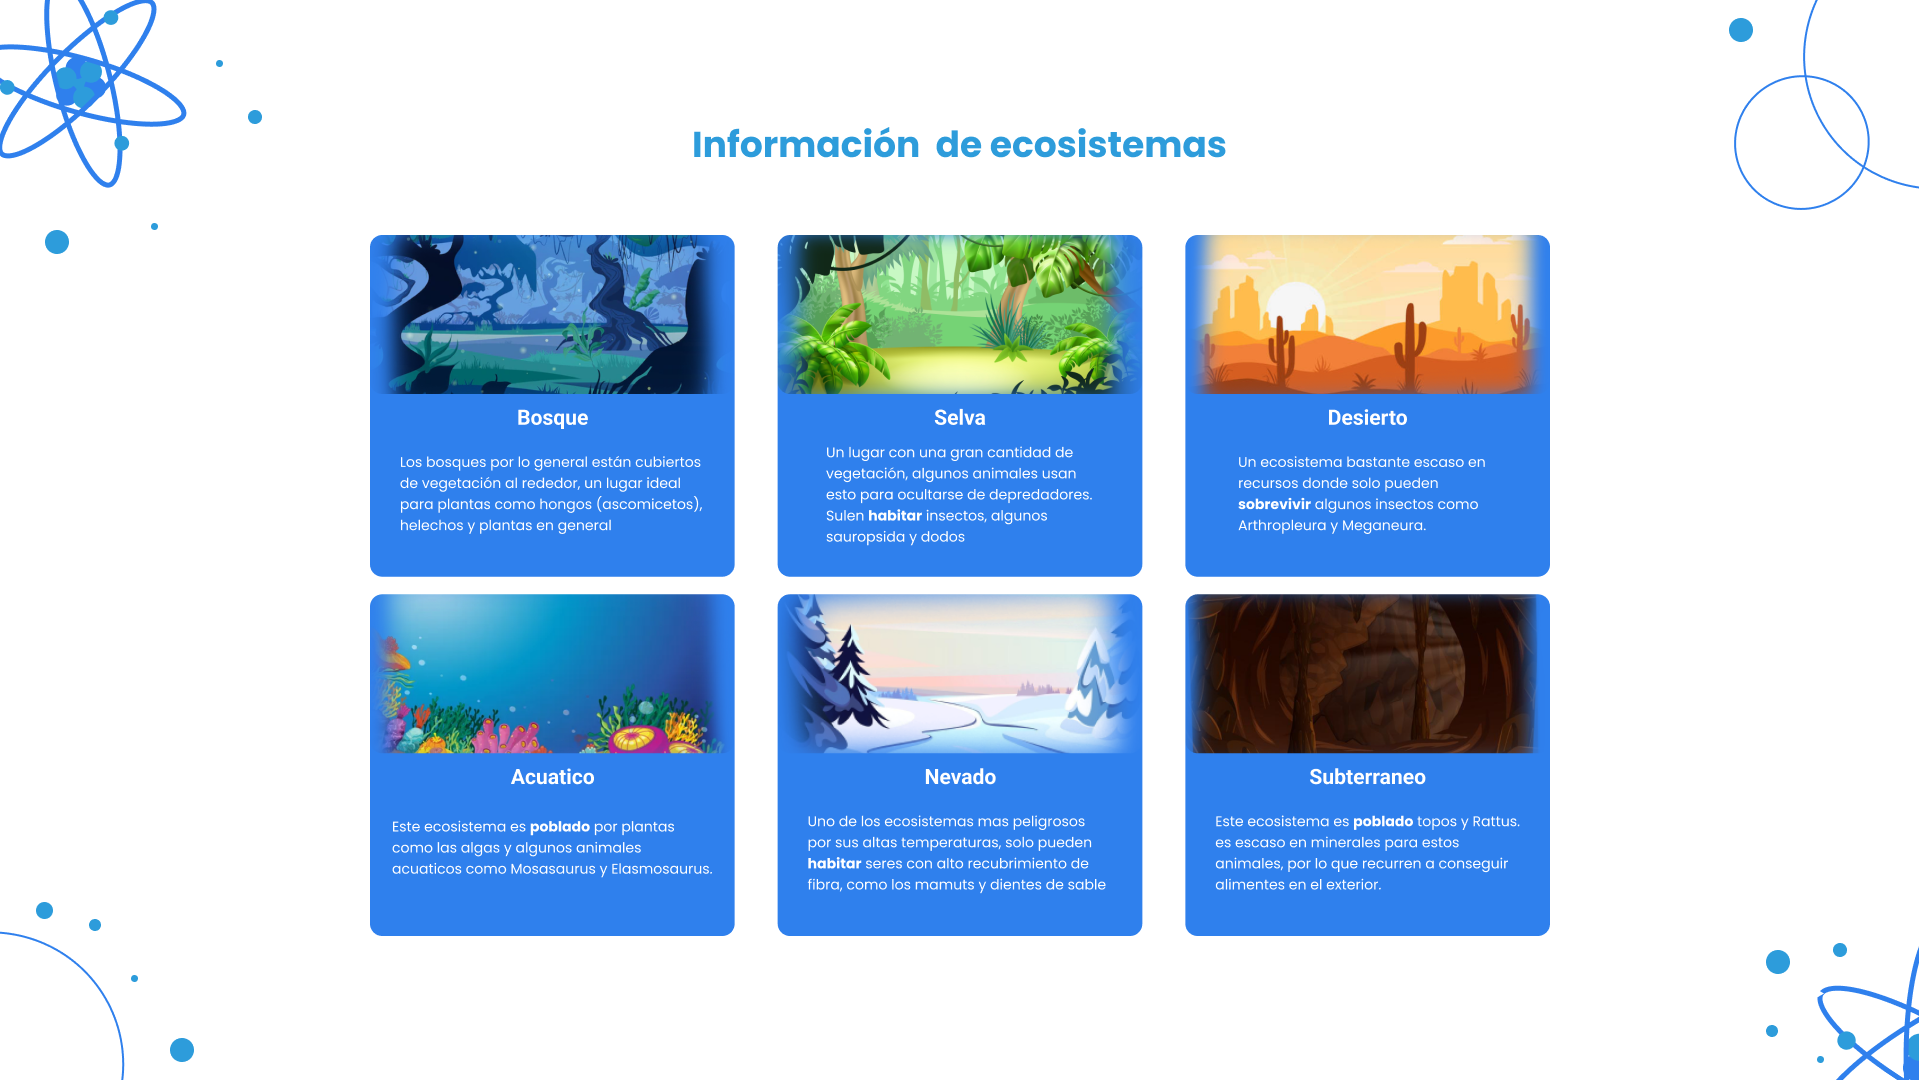 Información  de ecosistemas
Bosque
Los bosques por lo general están cubiertos
de vegetación al rededor, un lugar ideal
para plantas como hongos (ascomicetos),
helechos y plantas en general
Selva
Un lugar con una gran cantidad de
vegetación, algunos animales usan
esto para ocultarse de depredadores.
Sulen habitar insectos, algunos
sauropsida y dodos
Desierto
Un ecosistema bastante escaso en
recursos donde solo pueden
sobrevivir algunos insectos como
Arthropleura y Meganeura.
Acuatico
Este ecosistema es poblado por plantas
como las algas y algunos animales
acuaticos como Mosasaurus y Elasmosaurus.
Nevado
Uno de los ecosistemas mas peligrosos
por sus altas temperaturas, solo pueden
habitar seres con alto recubrimiento de
fibra, como los mamuts y dientes de sable
Subterraneo
Este ecosistema es poblado topos y Rattus.
es escaso en minerales para estos
animales, por lo que recurren a conseguir
alimentes en el exterior.